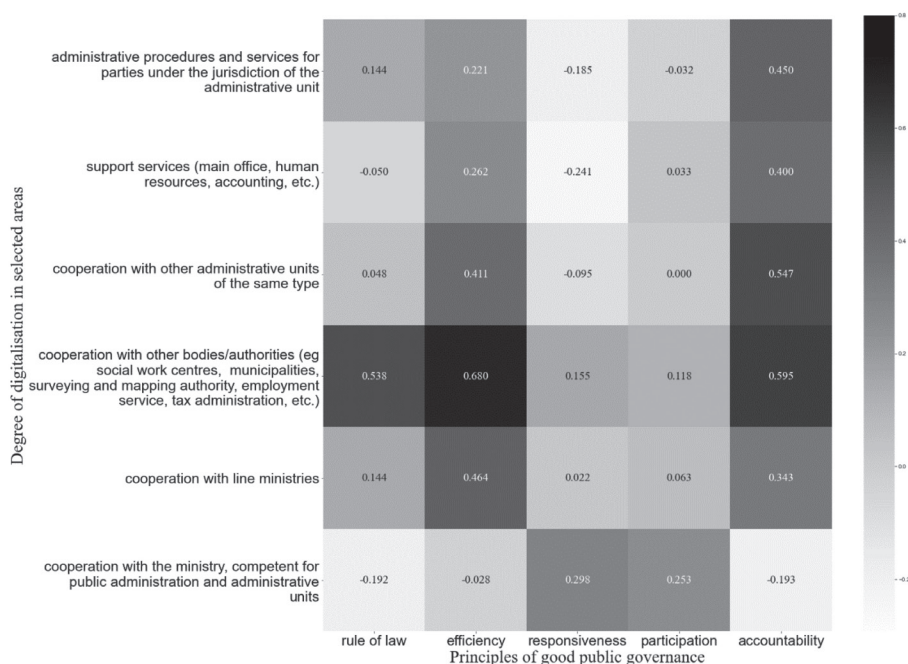 administrative procedures and services for
parties under the jurisdiction of the
administrative unit
0.144
0.221
-0.185
-0.032
0.450
support services (main office, human
resources, accounting, etc.)
-0.050
0.262
-0.241
0.033
0.400
cooperation with other administrative units
of the same type
0.048
0.411
-0.095
0.000
0.547
cooperation with other bodies/authorities (eg
social work centres, municipalities,
surveying and mapping authority, employment
service, tax administration, etc.)
0.538
0.680
0.155
0.118
0.595
cooperation with line ministries
0.144
0.464
0.022
0.063
0.343
cooperation with the ministry, competent for
public administration and administrative
units
-0.192
-0.028
0.298
0.253
-0.193
rule of law
efficiency
responsiveness
participation
accountability
Principles of good public governance
Degree of digitalisation in selected areas
0.8
0.6
0.4
0.2
0.0